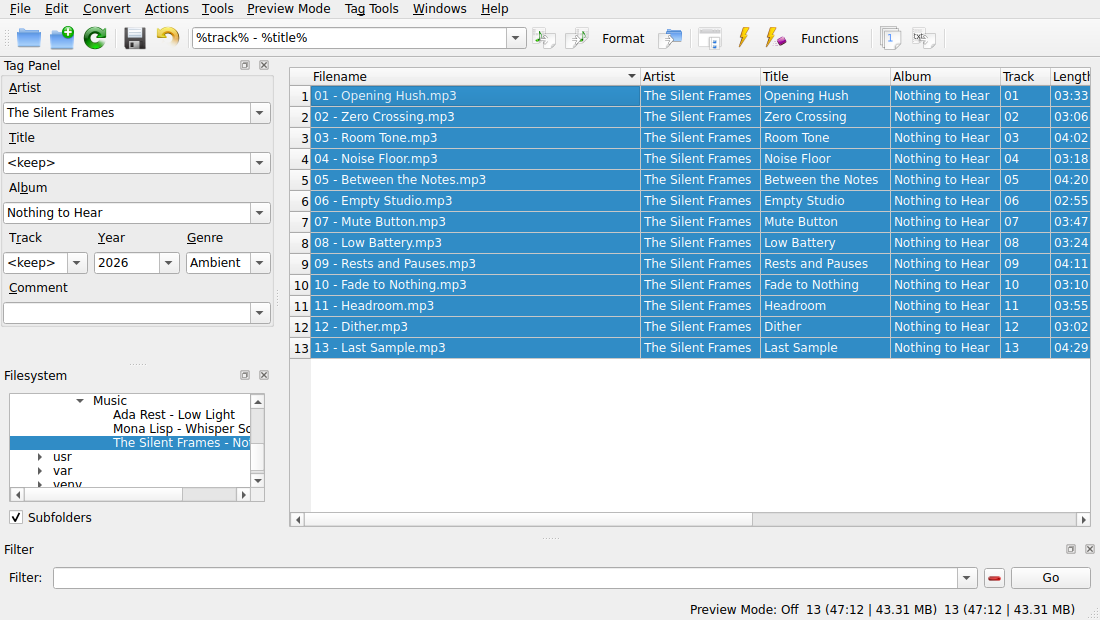 File Edit Convert Actions Tools Preview Mode Tag Tools Windows Help
%track% - %title% Format 1 txt Functions
Tag Panel
Artist
The Silent Frames
Title
<keep>
Album
Nothing to Hear
Track Year Genre
<keep> 2026 Ambient
Comment
Filesystem
Music
Ada Rest - Low Light
Mona Lisp - Whisper Sc
The Silent Frames - No
usr
var
venv
Subfolders
Filename Artist Title Album Track Length
1 01 - Opening Hush.mp3 The Silent Frames Opening Hush Nothing to Hear 01 03:33
2 02 - Zero Crossing.mp3 The Silent Frames Zero Crossing Nothing to Hear 02 03:06
3 03 - Room Tone.mp3 The Silent Frames Room Tone Nothing to Hear 03 04:02
4 04 - Noise Floor.mp3 The Silent Frames Noise Floor Nothing to Hear 04 03:18
5 05 - Between the Notes.mp3 The Silent Frames Between the Notes Nothing to Hear 05 04:20
6 06 - Empty Studio.mp3 The Silent Frames Empty Studio Nothing to Hear 06 02:55
7 07 - Mute Button.mp3 The Silent Frames Mute Button Nothing to Hear 07 03:47
8 08 - Low Battery.mp3 The Silent Frames Low Battery Nothing to Hear 08 03:24
9 09 - Rests and Pauses.mp3 The Silent Frames Rests and Pauses Nothing to Hear 09 04:11
10 10 - Fade to Nothing.mp3 The Silent Frames Fade to Nothing Nothing to Hear 10 03:10
11 11 - Headroom.mp3 The Silent Frames Headroom Nothing to Hear 11 03:55
12 12 - Dither.mp3 The Silent Frames Dither Nothing to Hear 12 03:02
13 13 - Last Sample.mp3 The Silent Frames Last Sample Nothing to Hear 13 04:29
Filter
Filter: Go
Preview Mode: Off 13 (47:12 | 43.31 MB) 13 (47:12 | 43.31 MB)